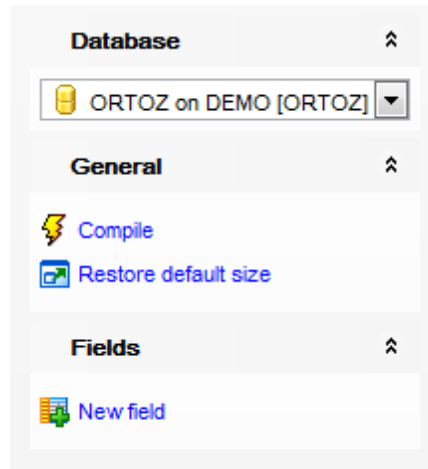 Database
ORTOZ on DEMO [ORTOZ]
General
Compile
Restore default size
Fields
New field